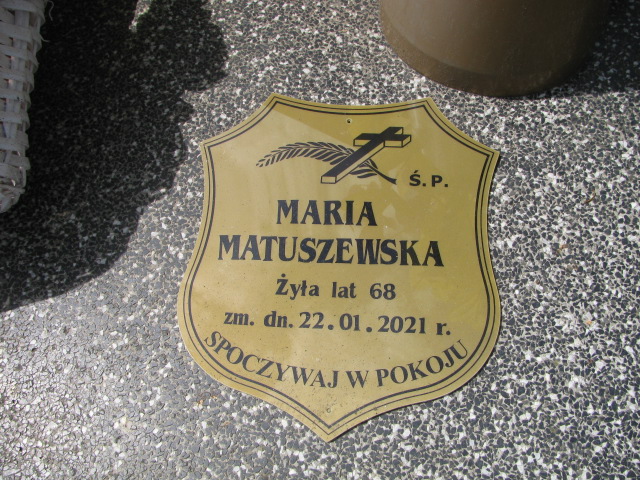 Ś.P.
MARIA
MATUSZEWSKA
Żyła lat 68
zm. dn. 22.01.2021 r.
SPOCZYWAJ W POKOJU